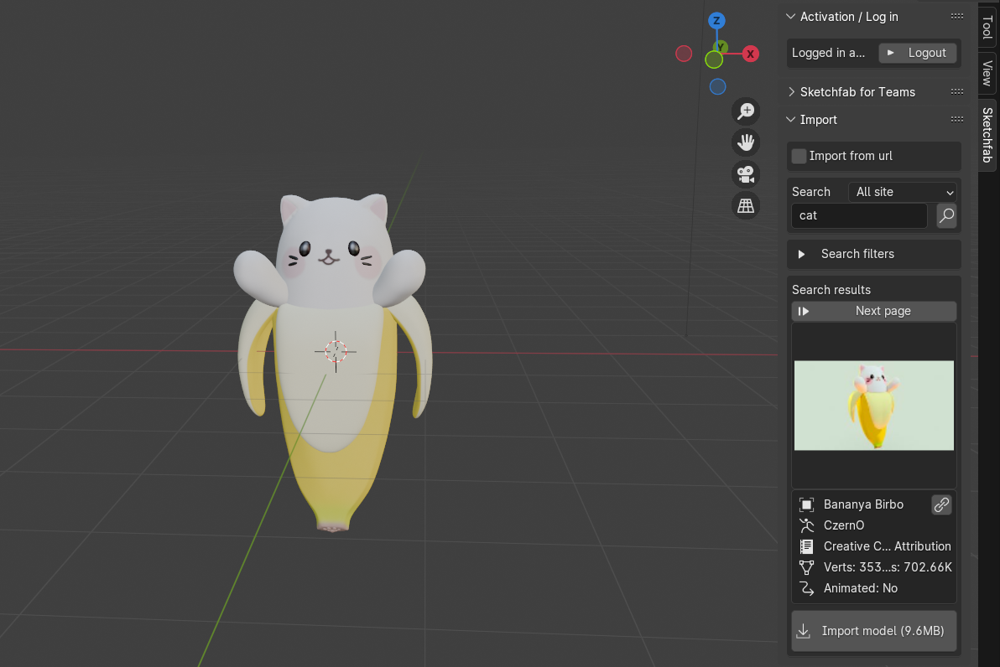 Activation / Log in
Tool
Logged in a...
Logout
View
Sketchfab for Teams
Sketchfab
Import
Import from url
Search
All site
cat
Search filters
Search results
Next page
Bananya Birbo
CzernO
Creative C... Attribution
Verts: 353...s: 702.66K
Animated: No
Import model (9.6MB)
Z
Y
X